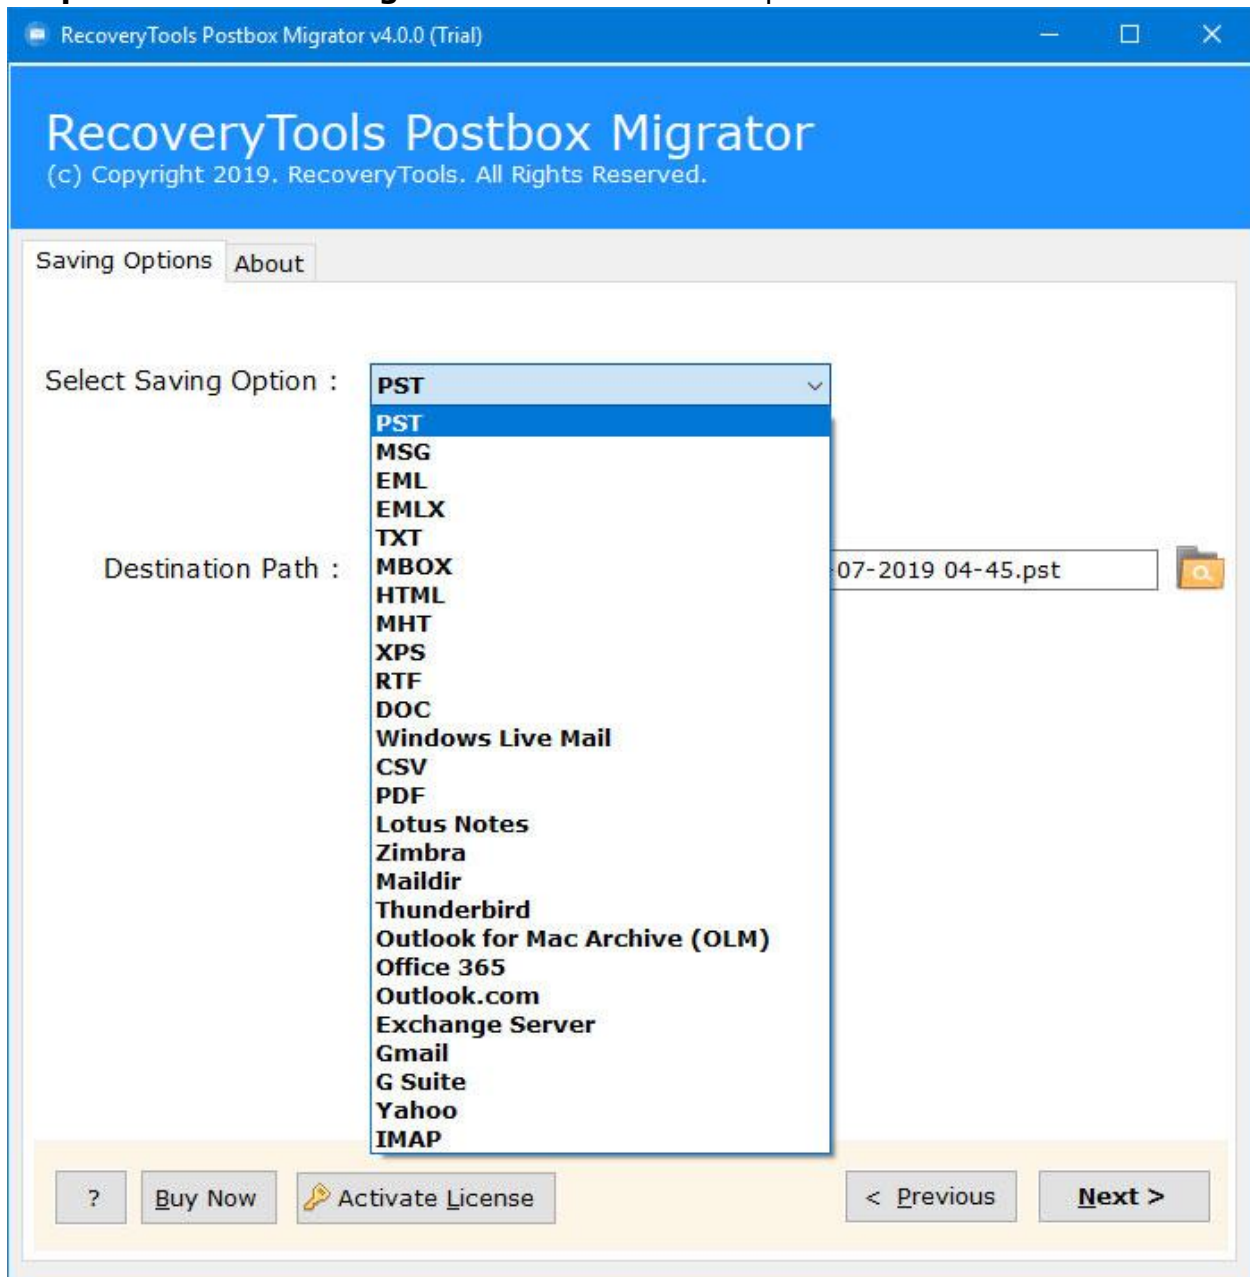 RecoveryTools Postbox Migrator v4.0.0 (Trial)
RecoveryTools Postbox Migrator
(c) Copyright 2019. RecoveryTools. All Rights Reserved.
Saving Options About
Select Saving Option : PST
PST
MSG
EML
EMLX
TXT
MBOX
Destination Path : -07-2019 04-45.pst
HTML
MHT
XPS
RTF
DOC
Windows Live Mail
CSV
PDF
Lotus Notes
Zimbra
Maildir
Thunderbird
Outlook for Mac Archive (OLM)
Office 365
Outlook.com
Exchange Server
Gmail
G Suite
Yahoo
IMAP
? Buy Now Activate License < Previous Next >